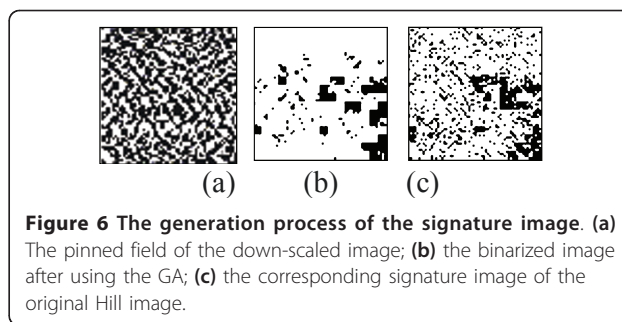 (a) (b) (c)
Figure 6 The generation process of the signature image. (a)
The pinned field of the down-scaled image; (b) the binarized image
after using the GA; (c) the corresponding signature image of the
original Hill image.